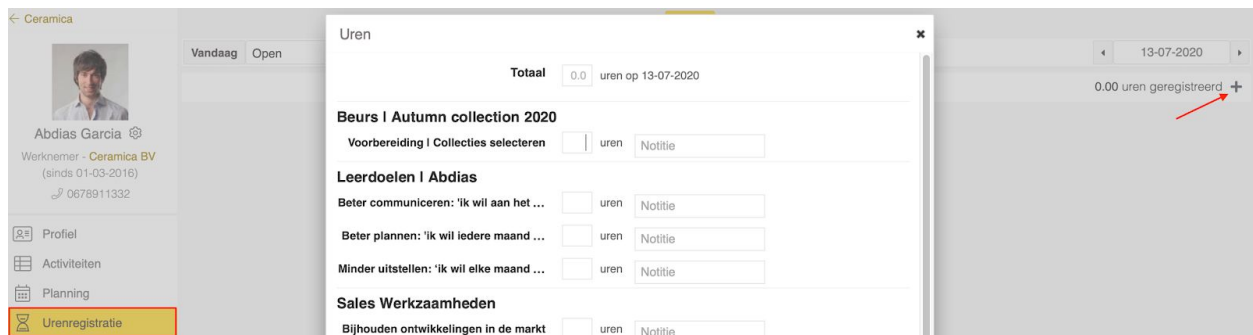 ← Ceramica
Abdias Garcia
Werknemer - Ceramica BV
(sinds 01-03-2016)
0678911332
Profiel
Activiteiten
Planning
Urenregistratie
Vandaag Open
13-07-2020
0.00 uren geregistreerd +
Uren
Totaal 0.0 uren op 13-07-2020
Beurs | Autumn collection 2020
Voorbereiding | Collecties selecteren uren Notitie
Leerdoelen | Abdias
Beter communiceren: 'ik wil aan het ... uren Notitie
Beter plannen: 'ik wil iedere maand ... uren Notitie
Minder uitstellen: 'ik wil elke maand ... uren Notitie
Sales Werkzaamheden
Bijhouden ontwikkelingen in de markt uren Notitie